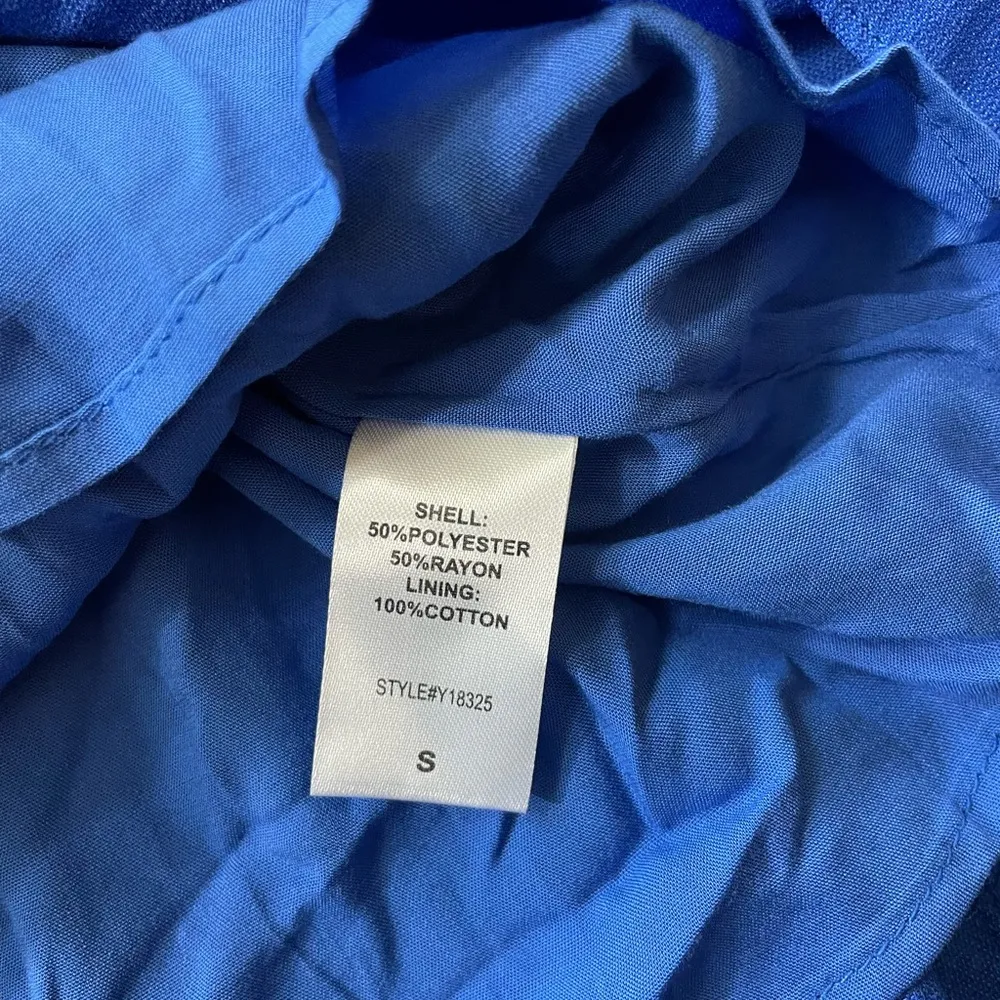 SHELL:
50%POLYESTER
50%RAYON
LINING:
100%COTTON
STYLE#Y18325
S